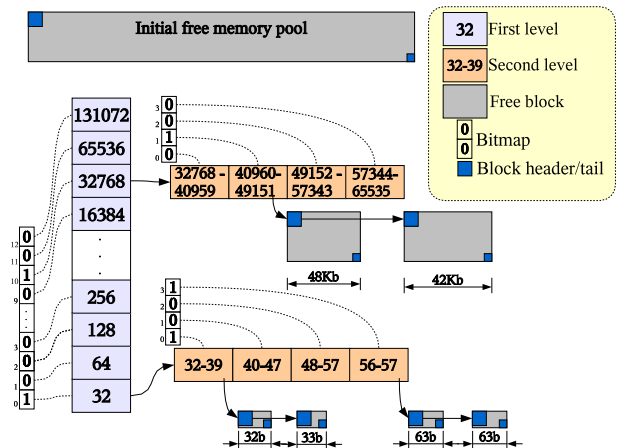 Initial free memory pool
32 First level
32-39 Second level
Free block
0
0
Bitmap
Block header/tail
131072
65536
32768
16384
.
.
.
256
128
64
32
3 0
2 0
1 1
0 0
32768 - 40959
40960- 49151
49152 - 57343
57344- 65535
48Kb
42Kb
12 0
11 0
10 1
9 0
.
.
.
3 0
2 0
1 0
0 1
3 1
2 0
1 0
0 1
32-39
40-47
48-57
56-57
32b
33b
63b
63b